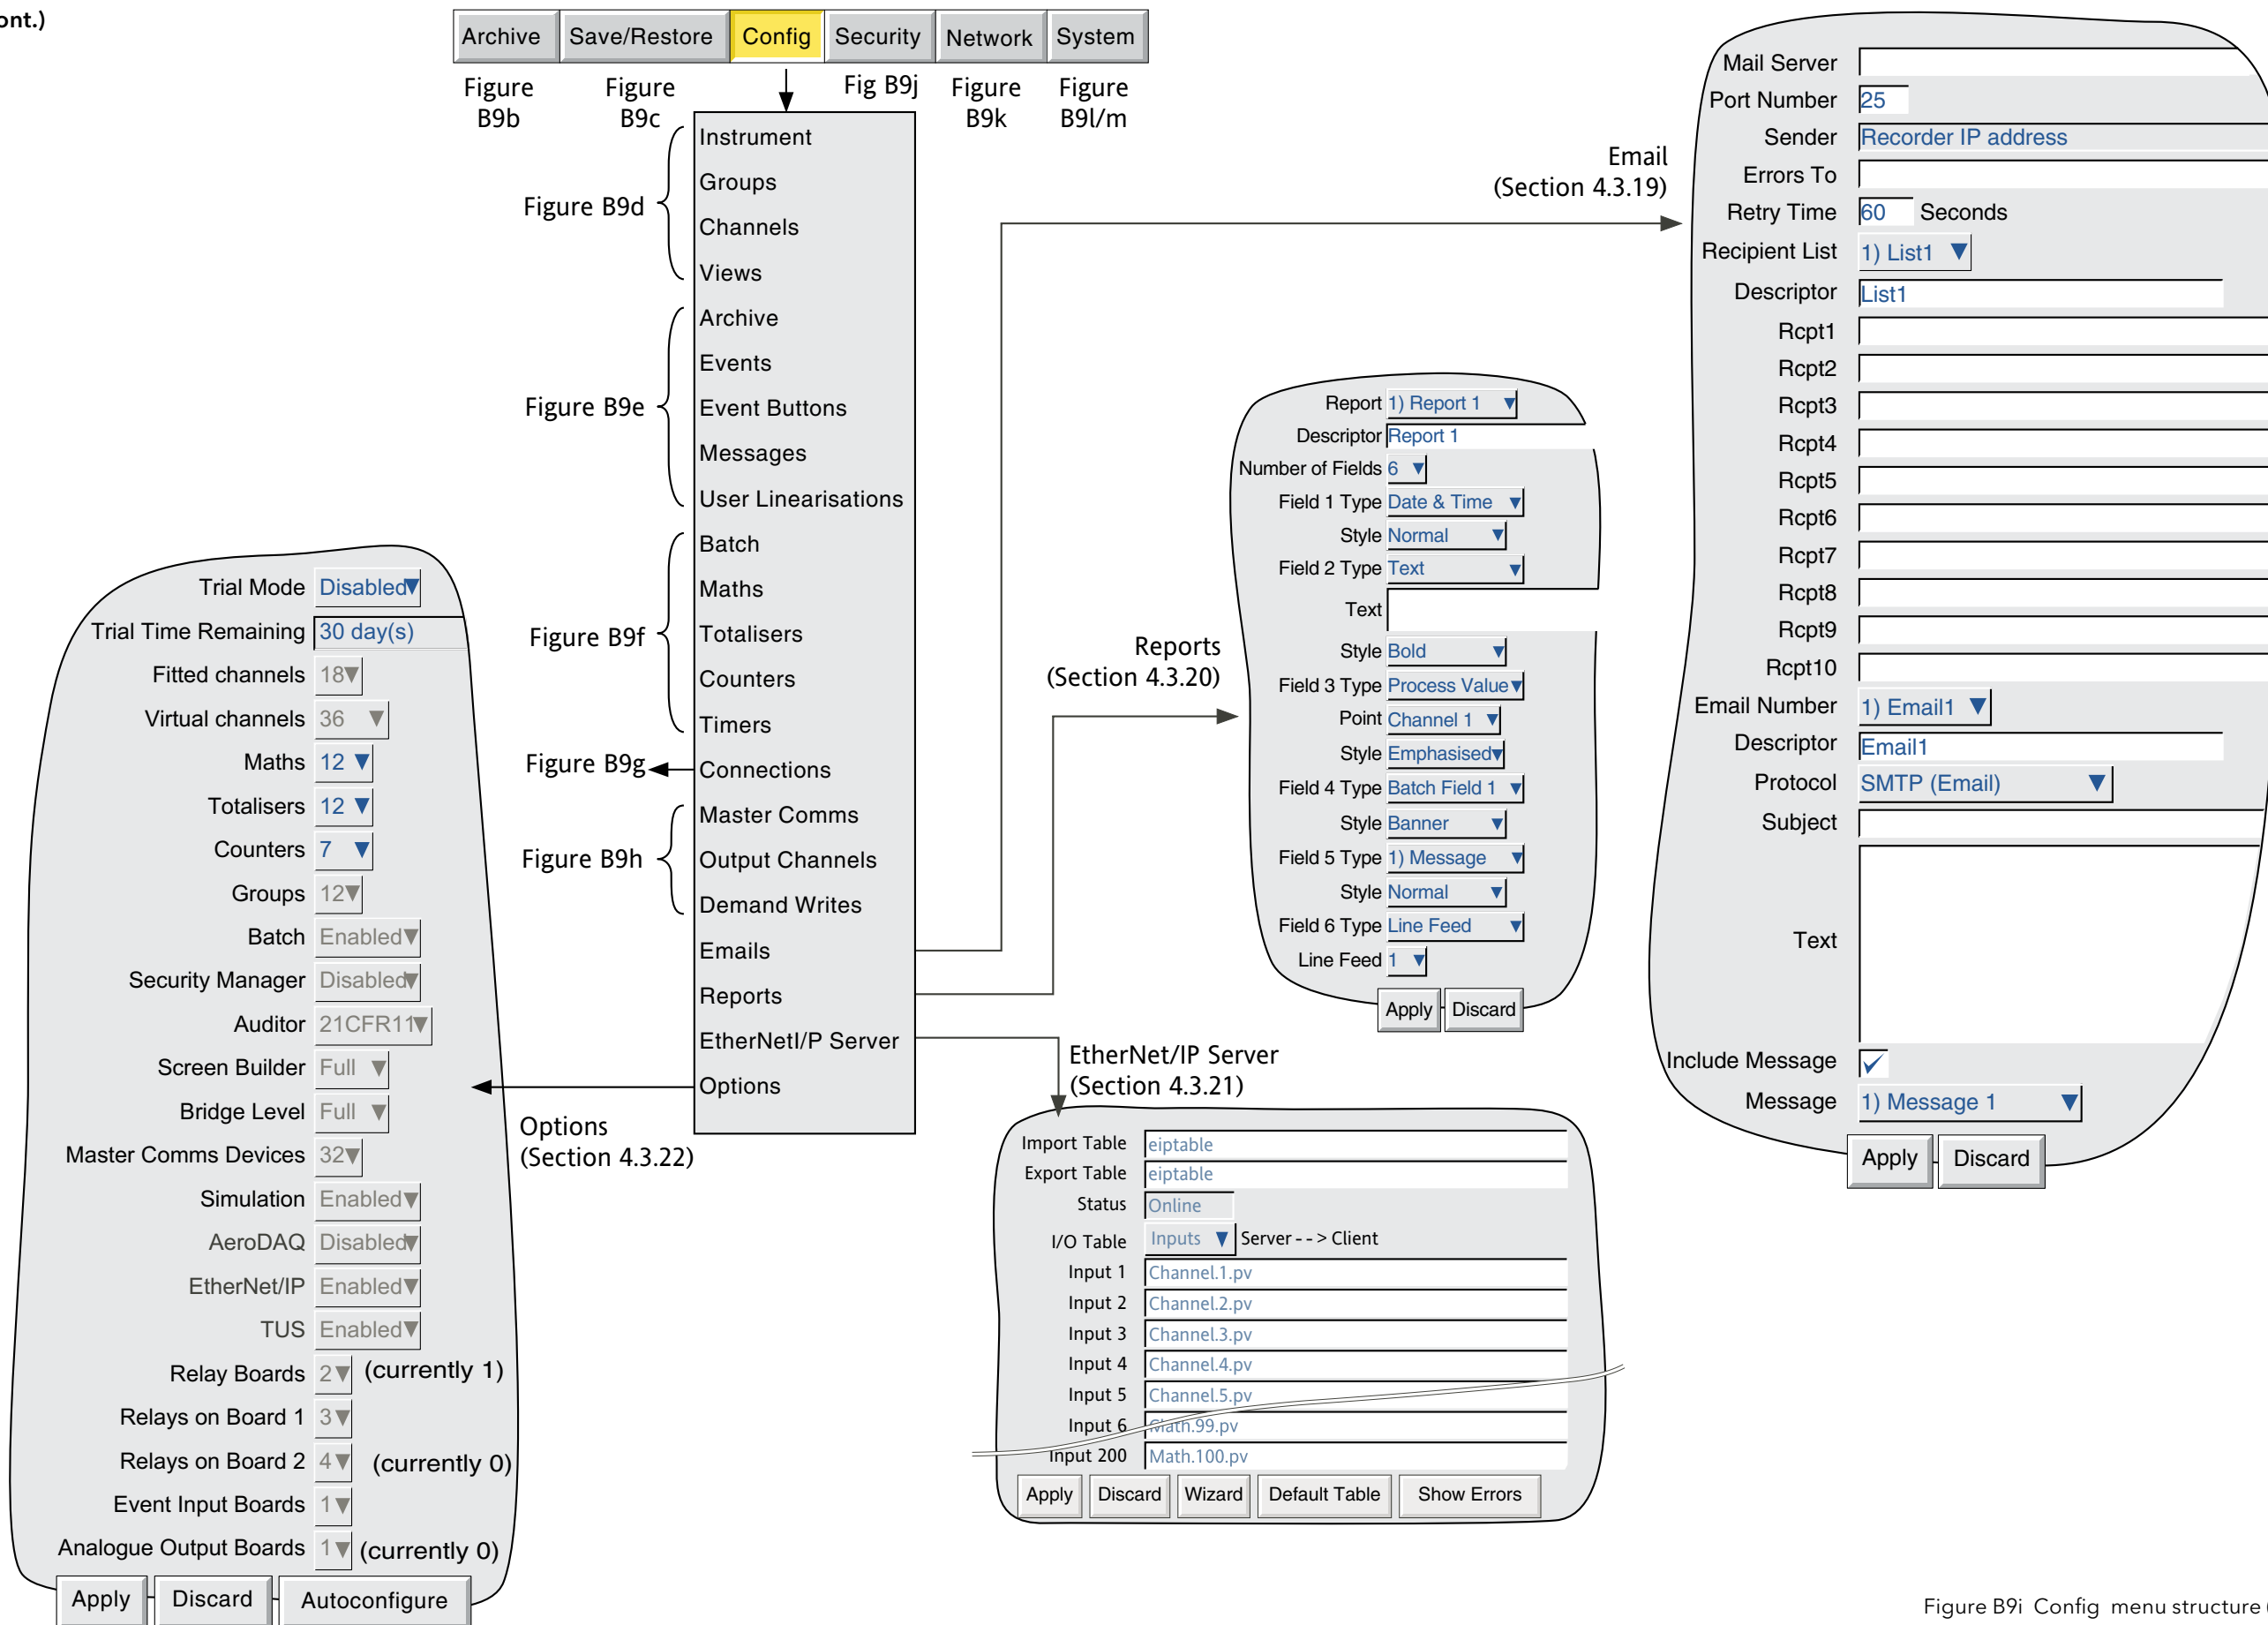 ont.)
Archive Save/Restore Config Security Network System
Figure B9b
Figure B9c
Fig B9j
Figure B9k
Figure B9l/m
Instrument
Groups
Channels
Views
Archive
Events
Event Buttons
Messages
User Linearisations
Batch
Maths
Totalisers
Counters
Timers
Connections
Master Comms
Output Channels
Demand Writes
Emails
Reports
EtherNetI/P Server
Options
Figure B9d
Figure B9e
Figure B9f
Figure B9g
Figure B9h
Options
(Section 4.3.22)
Trial Mode Disabled
Trial Time Remaining 30 day(s)
Fitted channels 18
Virtual channels 36
Maths 12
Totalisers 12
Counters 7
Groups 12
Batch Enabled
Security Manager Disabled
Auditor 21CFR11
Screen Builder Full
Bridge Level Full
Master Comms Devices 32
Simulation Enabled
AeroDAQ Disabled
EtherNet/IP Enabled
TUS Enabled
Relay Boards 2 (currently 1)
Relays on Board 1 3
Relays on Board 2 4 (currently 0)
Event Input Boards 1
Analogue Output Boards 1 (currently 0)
Apply Discard Autoconfigure
Reports
(Section 4.3.20)
Report 1) Report 1
Descriptor Report 1
Number of Fields 6
Field 1 Type Date & Time
Style Normal
Field 2 Type Text
Text
Style Bold
Field 3 Type Process Value
Point Channel 1
Style Emphasised
Field 4 Type Batch Field 1
Style Banner
Field 5 Type 1) Message
Style Normal
Field 6 Type Line Feed
Line Feed 1
Apply Discard
EtherNet/IP Server
(Section 4.3.21)
Import Table eiptable
Export Table eiptable
Status Online
I/O Table Inputs Server - - > Client
Input 1 Channel.1.pv
Input 2 Channel.2.pv
Input 3 Channel.3.pv
Input 4 Channel.4.pv
Input 5 Channel.5.pv
Input 6 Math.99.pv
Input 200 Math.100.pv
Apply Discard Wizard Default Table Show Errors
Email
(Section 4.3.19)
Mail Server
Port Number 25
Sender Recorder IP address
Errors To
Retry Time 60 Seconds
Recipient List 1) List1
Descriptor List1
Rcpt1
Rcpt2
Rcpt3
Rcpt4
Rcpt5
Rcpt6
Rcpt7
Rcpt8
Rcpt9
Rcpt10
Email Number 1) Email1
Descriptor Email1
Protocol SMTP (Email)
Subject
Text
Include Message
Message 1) Message 1
Apply Discard
Figure B9i Config menu structure (